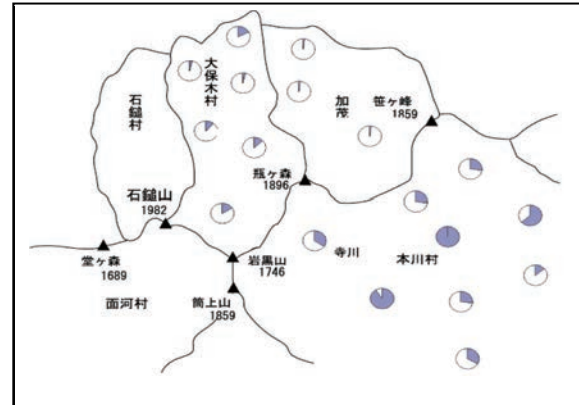 石鎚村
大保木村
加茂
笹ヶ峰
1859
瓶ヶ森
1896
石鎚山
1982
堂ヶ森
1689
面河村
岩黒山
1746
筒上山
1859
寺川
本川村